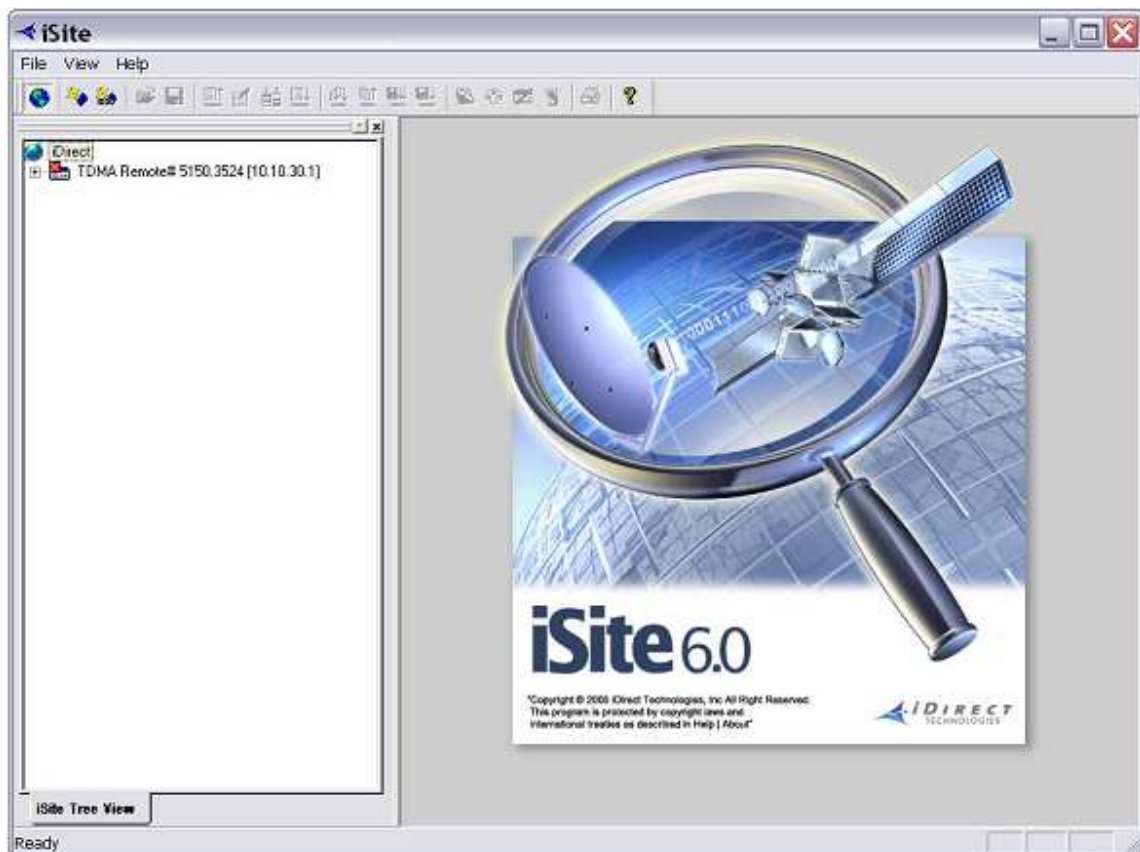 iSite
File View Help
iDirect
TDMA Remote# 5150.3524 [10.10.30.1]
000111
iSite 6.0
"Copyright © 2005 iDirect Technologies, Inc All Right Reserved.
This program is protected by copyright laws and
international treaties as described in Help | About"
iDIRECT
TECHNOLOGIES
iSite Tree View
Ready